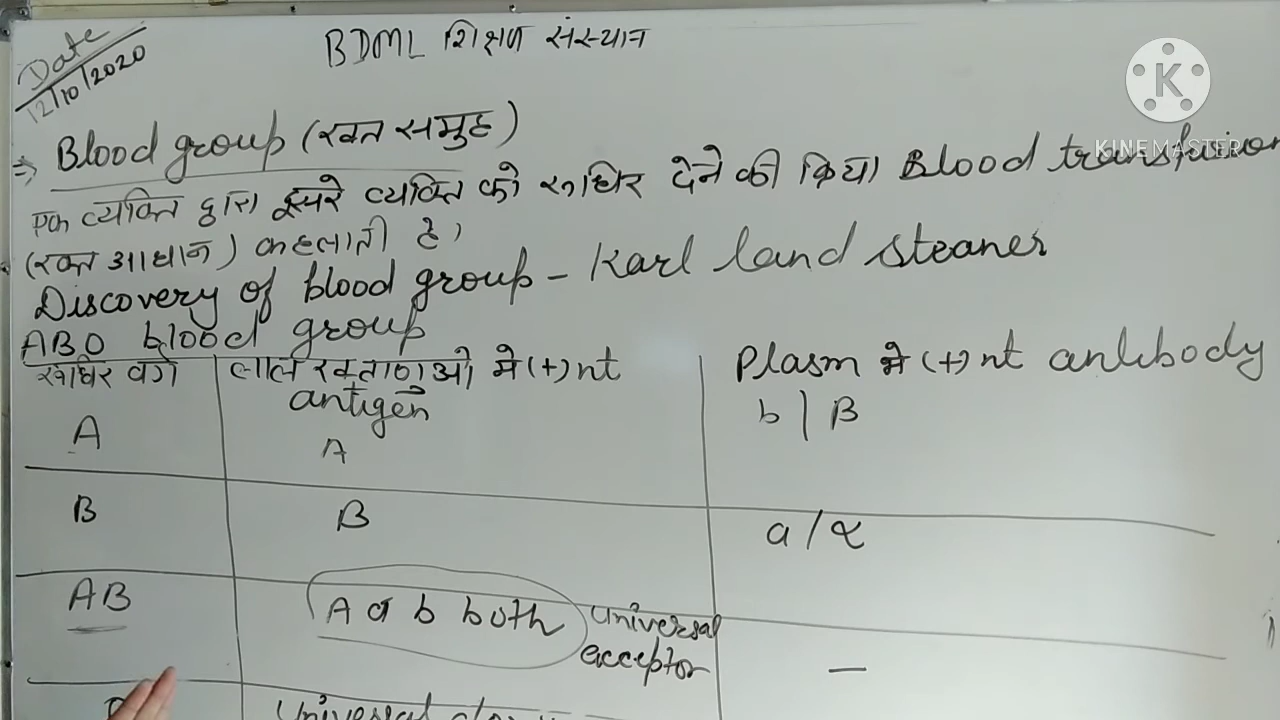 Date
12/10/2020
BDML शिक्षण संस्थान
K
KINEMASTER
⇒ Blood group (रक्त समुह)
एक व्यक्ति द्वारा दूसरे व्यक्ति को रुधिर देने की क्रिया Blood transfusion
(रक्त आधान) कहलाती है।
Discovery of blood group - Karl land steaner
ABO blood group
रुधिर वर्ग
लाल रक्ताणुओ मे (+)nt
antigen
Plasm मे (+)nt antibody
A
A
b | B
B
B
a / α
AB
A a b both
universal
acceptor
—
Universal